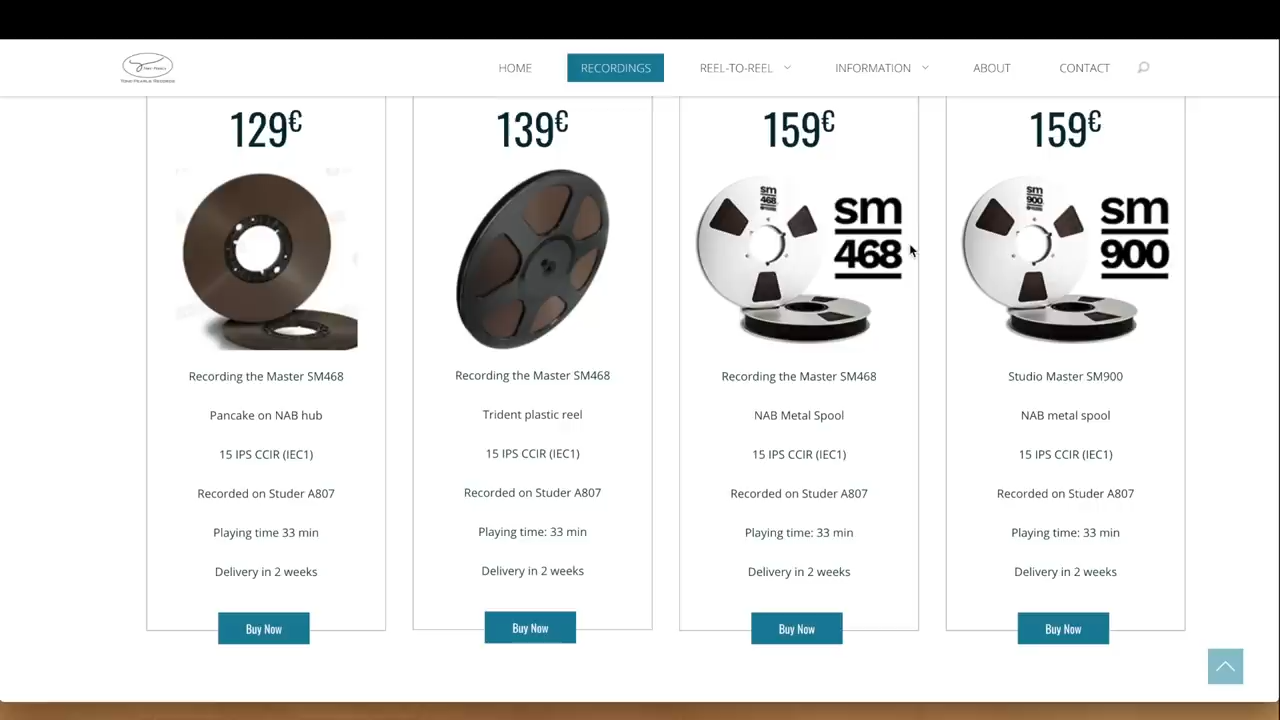 HOME
RECORDINGS
REEL-TO-REEL
INFORMATION
ABOUT
CONTACT
129€
139€
159€
159€
sm
468
sm
468
sm
900
sm
900
Recording the Master SM468
Pancake on NAB hub
15 IPS CCIR (IEC1)
Recorded on Studer A807
Playing time 33 min
Delivery in 2 weeks
Buy Now
Recording the Master SM468
Trident plastic reel
15 IPS CCIR (IEC1)
Recorded on Studer A807
Playing time: 33 min
Delivery in 2 weeks
Buy Now
Recording the Master SM468
NAB Metal Spool
15 IPS CCIR (IEC1)
Recorded on Studer A807
Playing time: 33 min
Delivery in 2 weeks
Buy Now
Studio Master SM900
NAB metal spool
15 IPS CCIR (IEC1)
Recorded on Studer A807
Playing time: 33 min
Delivery in 2 weeks
Buy Now